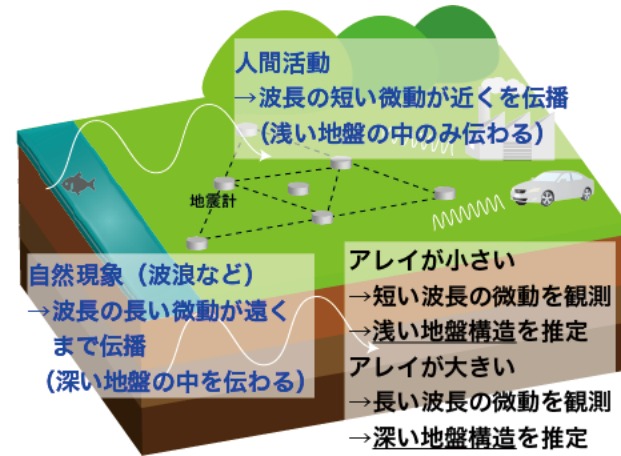 人間活動
→波長の短い微動が近くを伝播
（浅い地盤の中のみ伝わる）
地震計
自然現象（波浪など）
→波長の長い微動が遠く
まで伝播
（深い地盤の中を伝わる）
アレイが小さい
→短い波長の微動を観測
→浅い地盤構造を推定
アレイが大きい
→長い波長の微動を観測
→深い地盤構造を推定